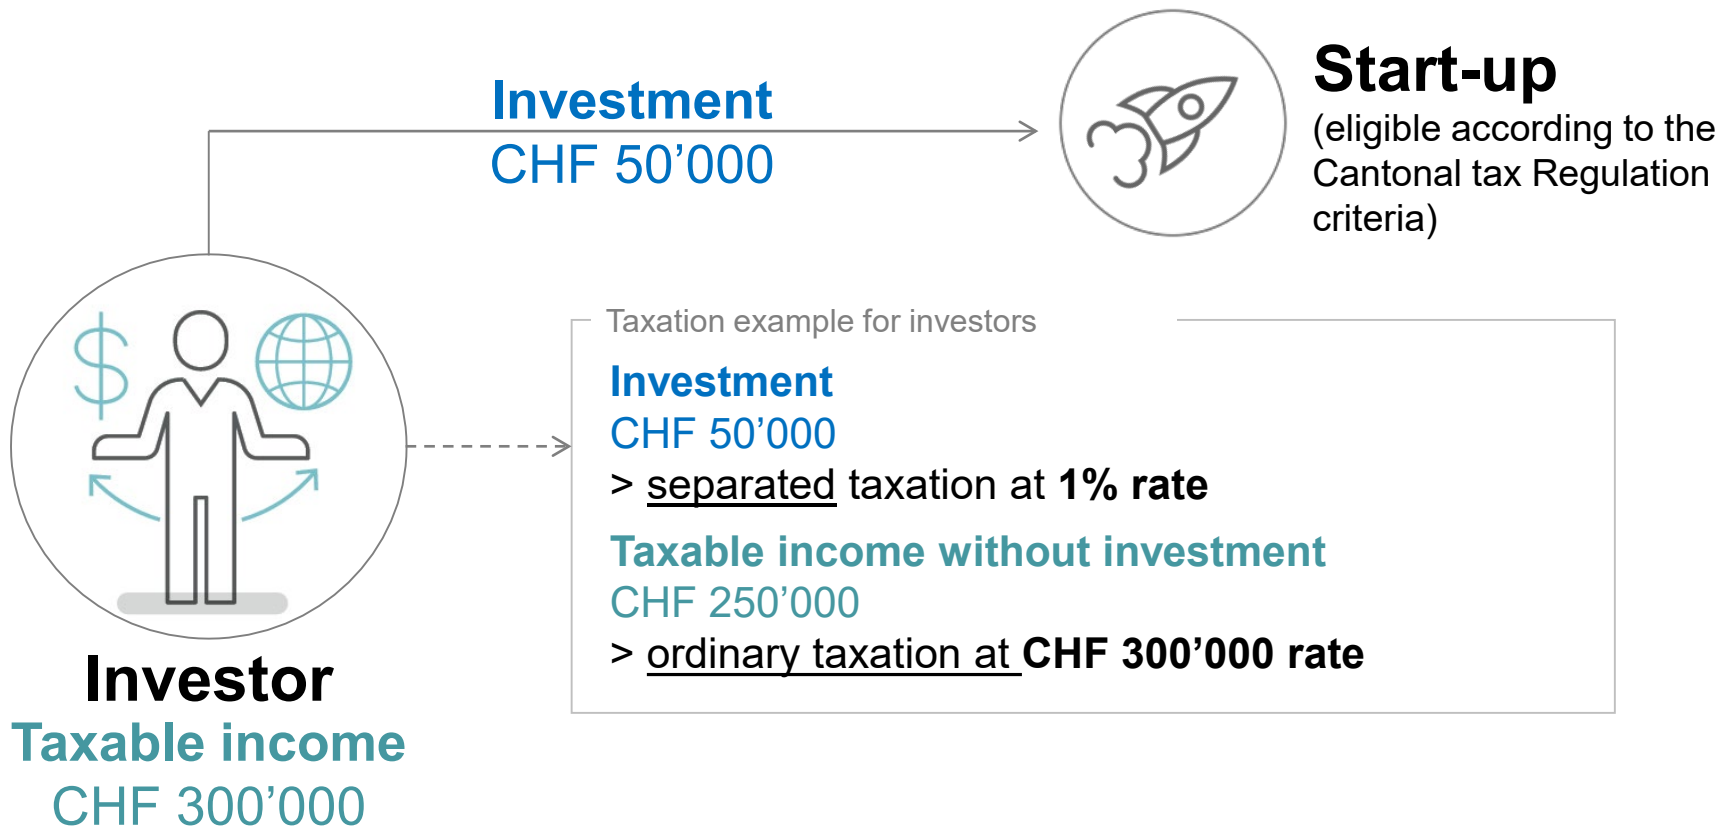 Investment
CHF 50’000
Start-up
(eligible according to the
Cantonal tax Regulation
criteria)
$
Taxation example for investors
Investment
CHF 50’000
> separated taxation at 1% rate
Taxable income without investment
CHF 250’000
> ordinary taxation at CHF 300’000 rate
Investor
Taxable income
CHF 300’000